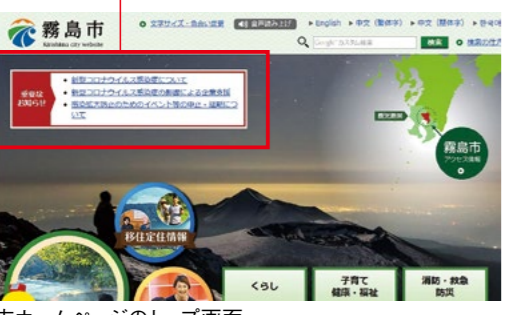 霧島市
Kirishima city website
文字サイズ・色合い変更
音声読み上げ
English
中文（繁体字）
中文（簡体字）
検索
重要な
お知らせ
新型コロナウイルス感染症について
新型コロナウイルス感染症の影響による企業支援
感染拡大防止のためのイベント等の中止・延期につ
いて
鹿児島県
霧島市
アクセス情報
移住定住情報
くらし
子育て
健康・福祉
消防・救急
防災
市ホームページのトップ画面